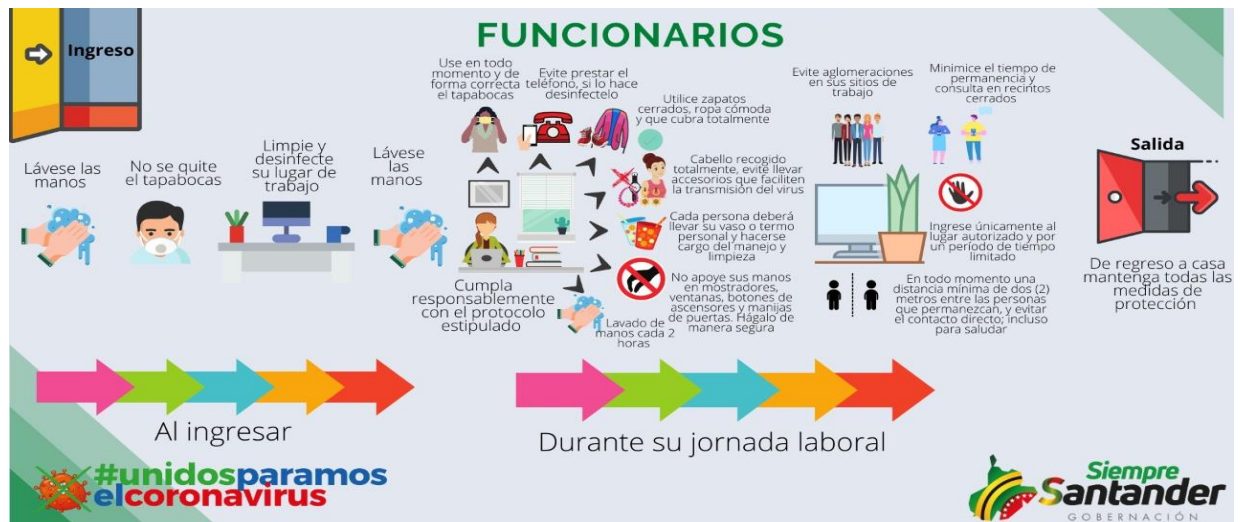 FUNCIONARIOS
Ingreso
Lávese las
manos
No se quite
el tapabocas
Limpie y
desinfecte
su lugar de
trabajo
Lávese
las
manos
Use en todo
momento y de
forma correcta
el tapabocas
Evite prestar el
teléfono, si lo hace
desinfectelo
Utilice zapatos
cerrados, ropa cómoda
y que cubra totalmente
Cabello recogido
totalmente, evité llevar
accesorios que faciliten
la transmisión del virus
Cada persona deberá
llevar su vaso o termo
personal y hacerse
cargo del manejo y
limpieza
No apoye sus manos
en mostradores,
ventanas, botones de
ascensores y manijas
de puertas. Hágalo de
manera segura
Lavado de
manos cada 2
horas
Cumpla
responsablemente
con el protocolo
estipulado
Evite aglomeraciones
en sus sitios de
trabajo
Minimice el tiempo de
permanencia y
consulta en recintos
cerrados
Ingrese únicamente al
lugar autorizado y por
un período de tiempo
limitado
En todo momento una
distancia mínima de dos (2)
metros entre las personas
que permanezcan, y evitar
el contacto directo; incluso
para saludar
Salida
De regreso a casa
mantenga todas las
medidas de
protección
Al ingresar
Durante su jornada laboral
#unidosparamos
elcoronavirus
Siempre
Santander
GOBERNACIÓN